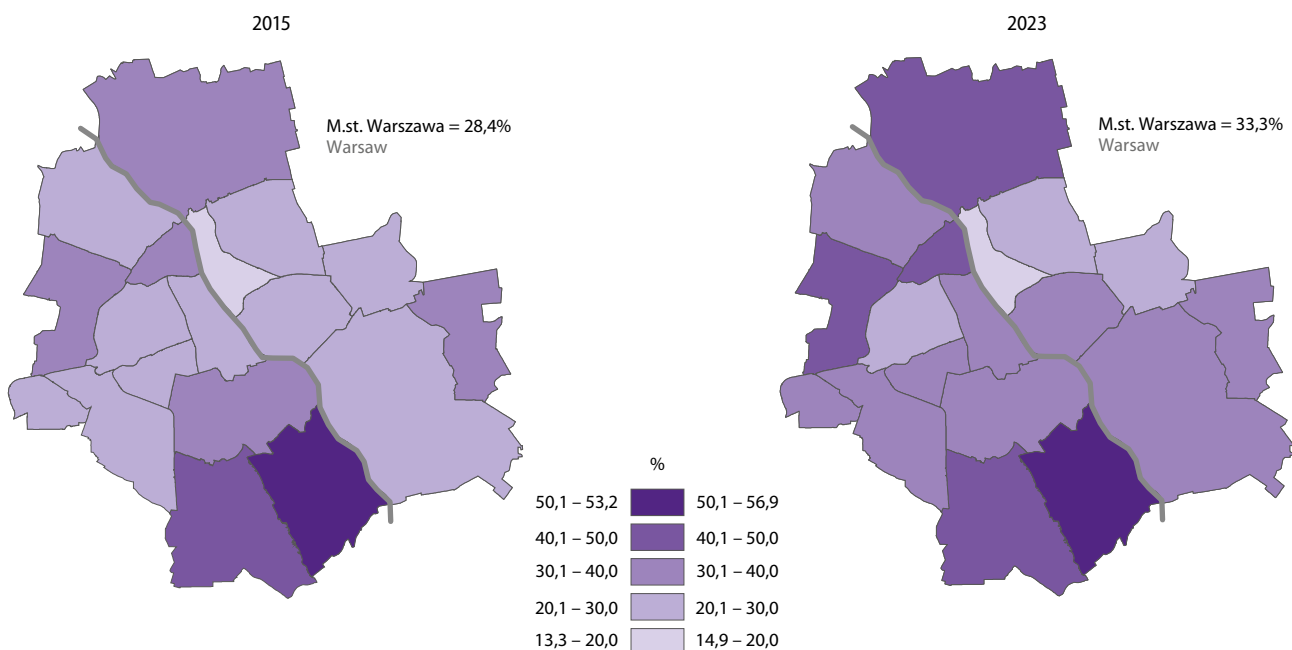 2015
2023
M.st. Warszawa = 28,4%
Warsaw
M.st. Warszawa = 33,3%
Warsaw
%
50,1 – 53,2 50,1 – 56,9
40,1 – 50,0 40,1 – 50,0
30,1 – 40,0 30,1 – 40,0
20,1 – 30,0 20,1 – 30,0
13,3 – 20,0 14,9 – 20,0